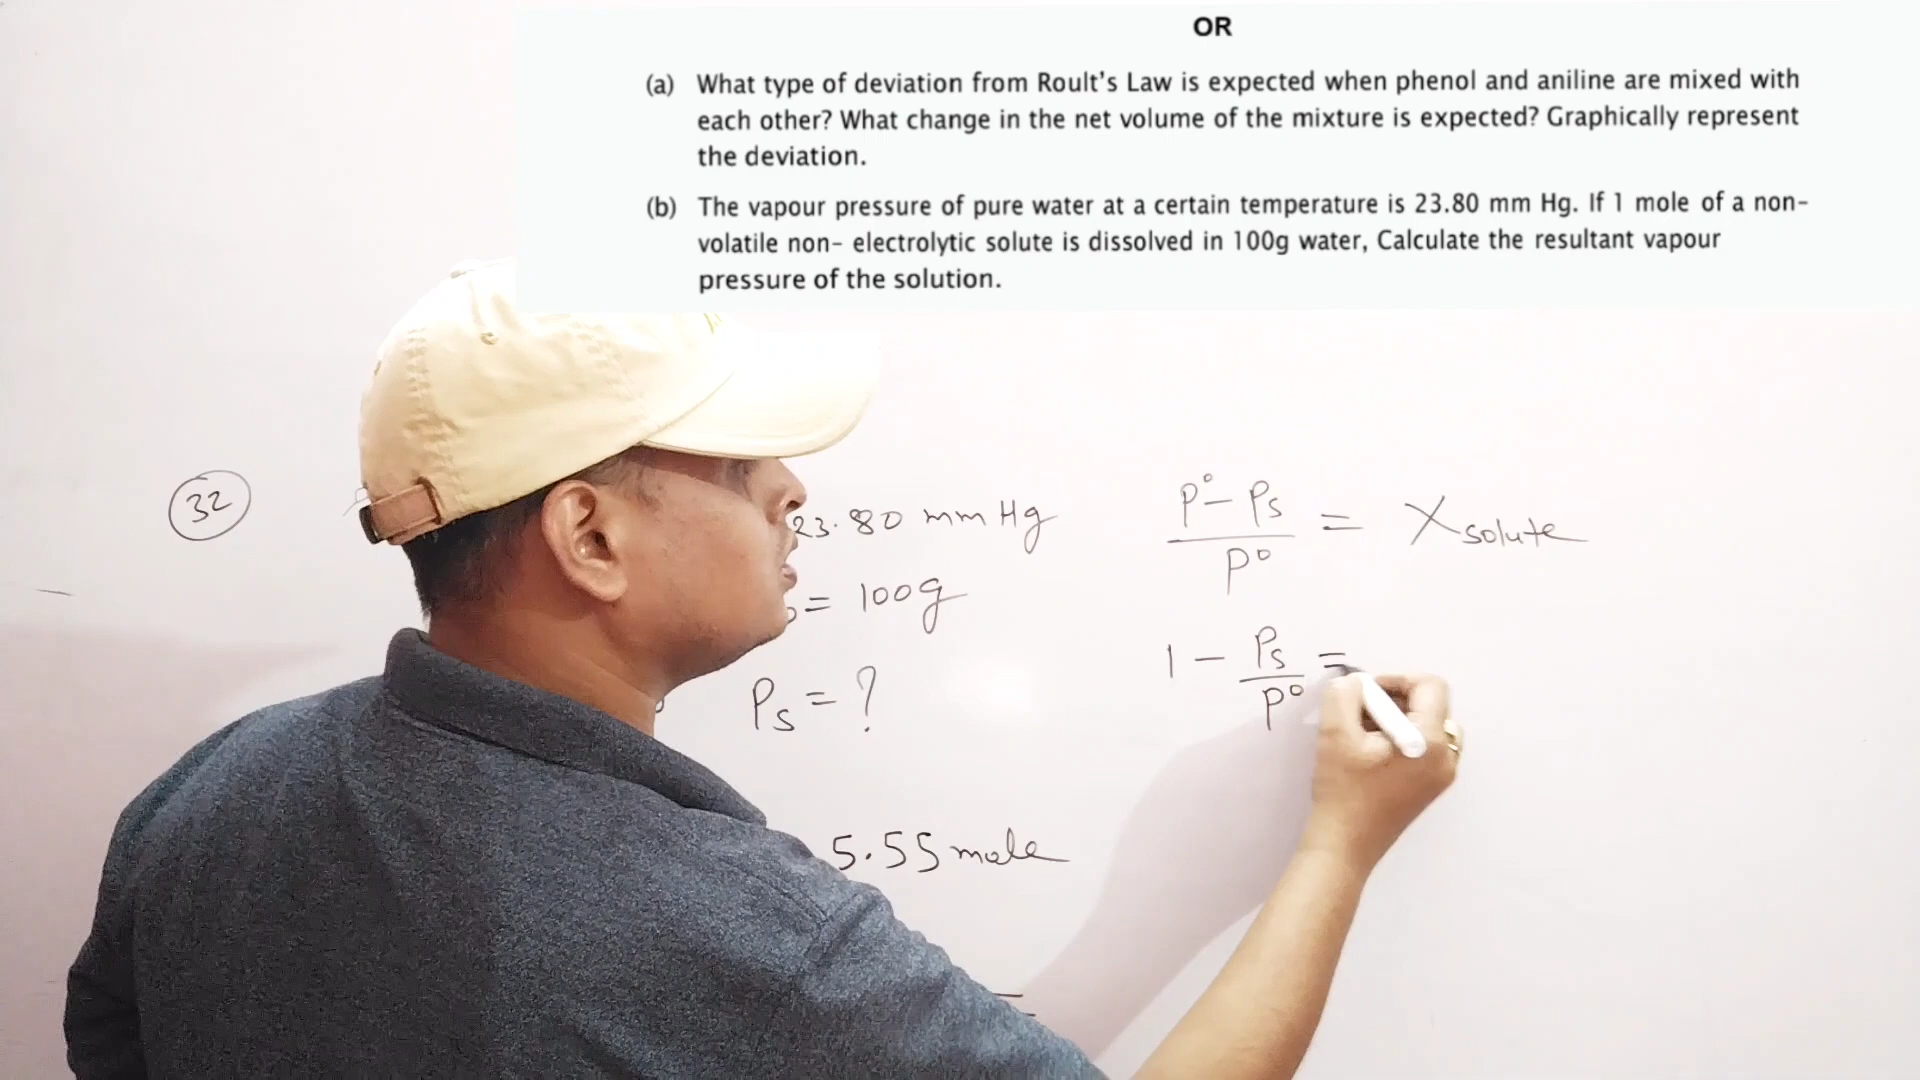 OR
(a) What type of deviation from Roult's Law is expected when phenol and aniline are mixed with
each other? What change in the net volume of the mixture is expected? Graphically represent
the deviation.
(b) The vapour pressure of pure water at a certain temperature is 23.80 mm Hg. If 1 mole of a non-
volatile non- electrolytic solute is dissolved in 100g water, Calculate the resultant vapour
pressure of the solution.
32
23.80 mm Hg
= 100g
Ps = ?
5.55 mole
P° - Ps / P° = X solute
1 - Ps / P° =